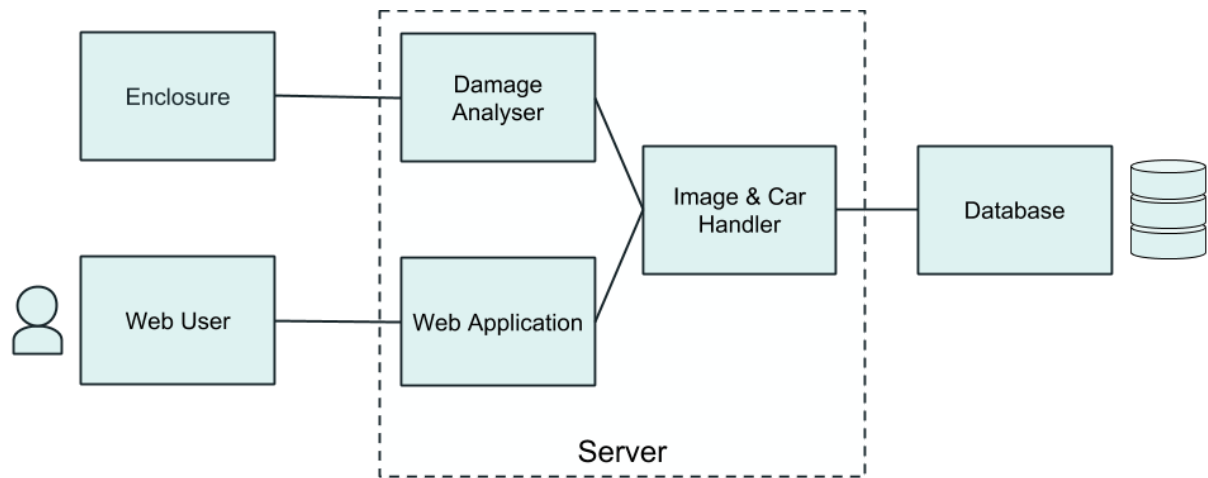 Enclosure
Damage
Analyser
Image & Car
Handler
Database
Web User
Web Application
Server